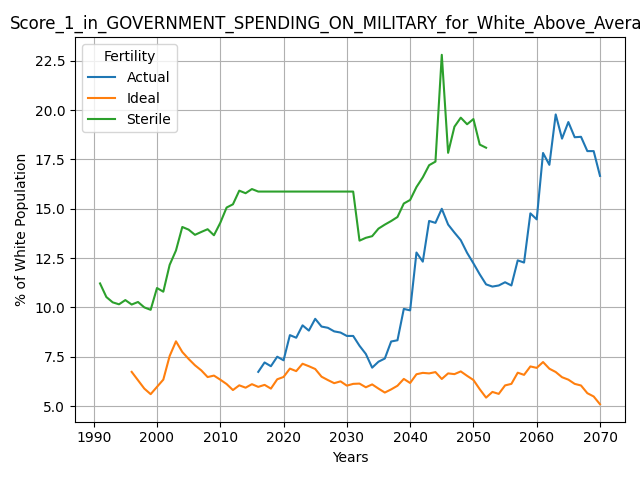 Score_1_in_GOVERNMENT_SPENDING_ON_MILITARY_for_White_Above_Avera
Fertility
Actual
Ideal
Sterile
% of White Population
22.5
20.0
17.5
15.0
12.5
10.0
7.5
5.0
1990 2000 2010 2020 2030 2040 2050 2060 2070
Years